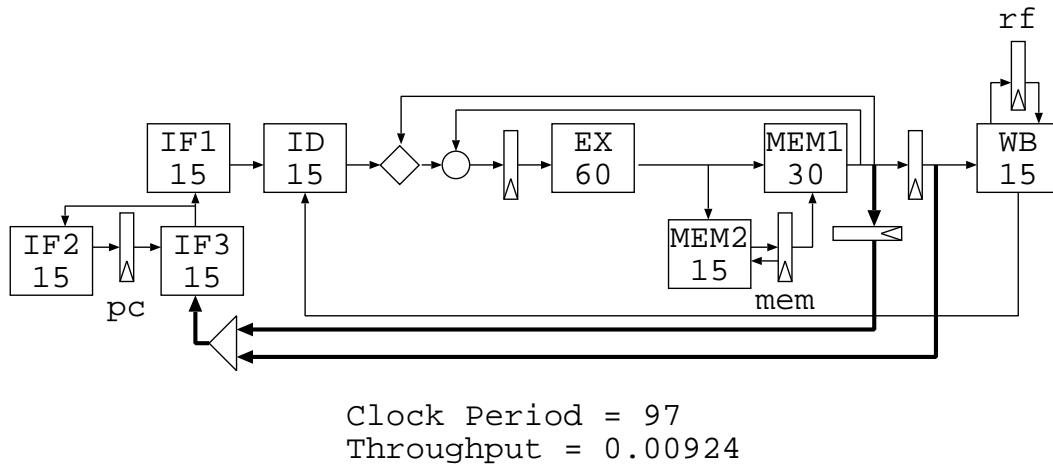 rf
IF1
15
ID
15
EX
60
MEM1
30
WB
15
IF2
15
IF3
15
pc
MEM2
15
mem
Clock Period = 97
Throughput = 0.00924